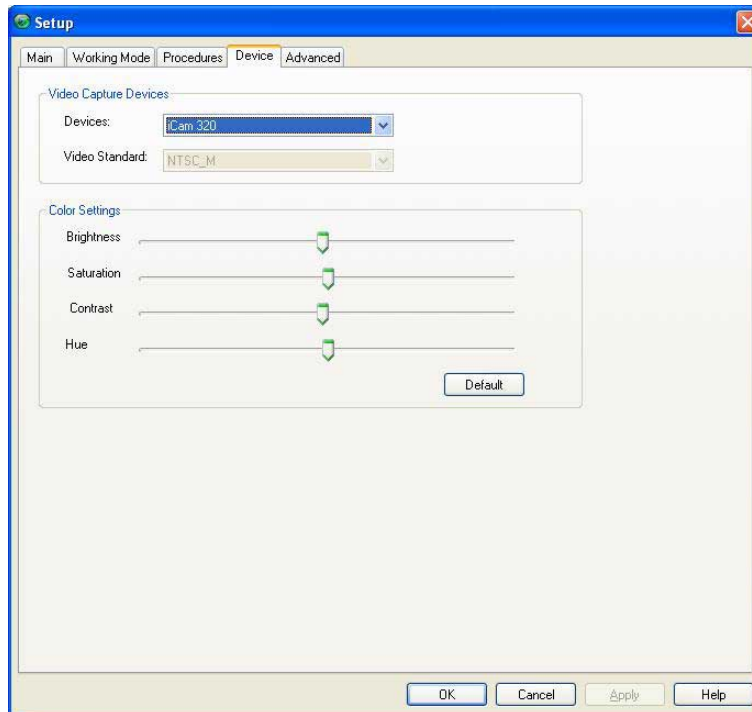 Setup
Main Working Mode Procedures Device Advanced
Video Capture Devices
Devices: iCam 320
Video Standard: NTSC_M
Color Settings
Brightness
Saturation
Contrast
Hue
Default
OK Cancel Apply Help